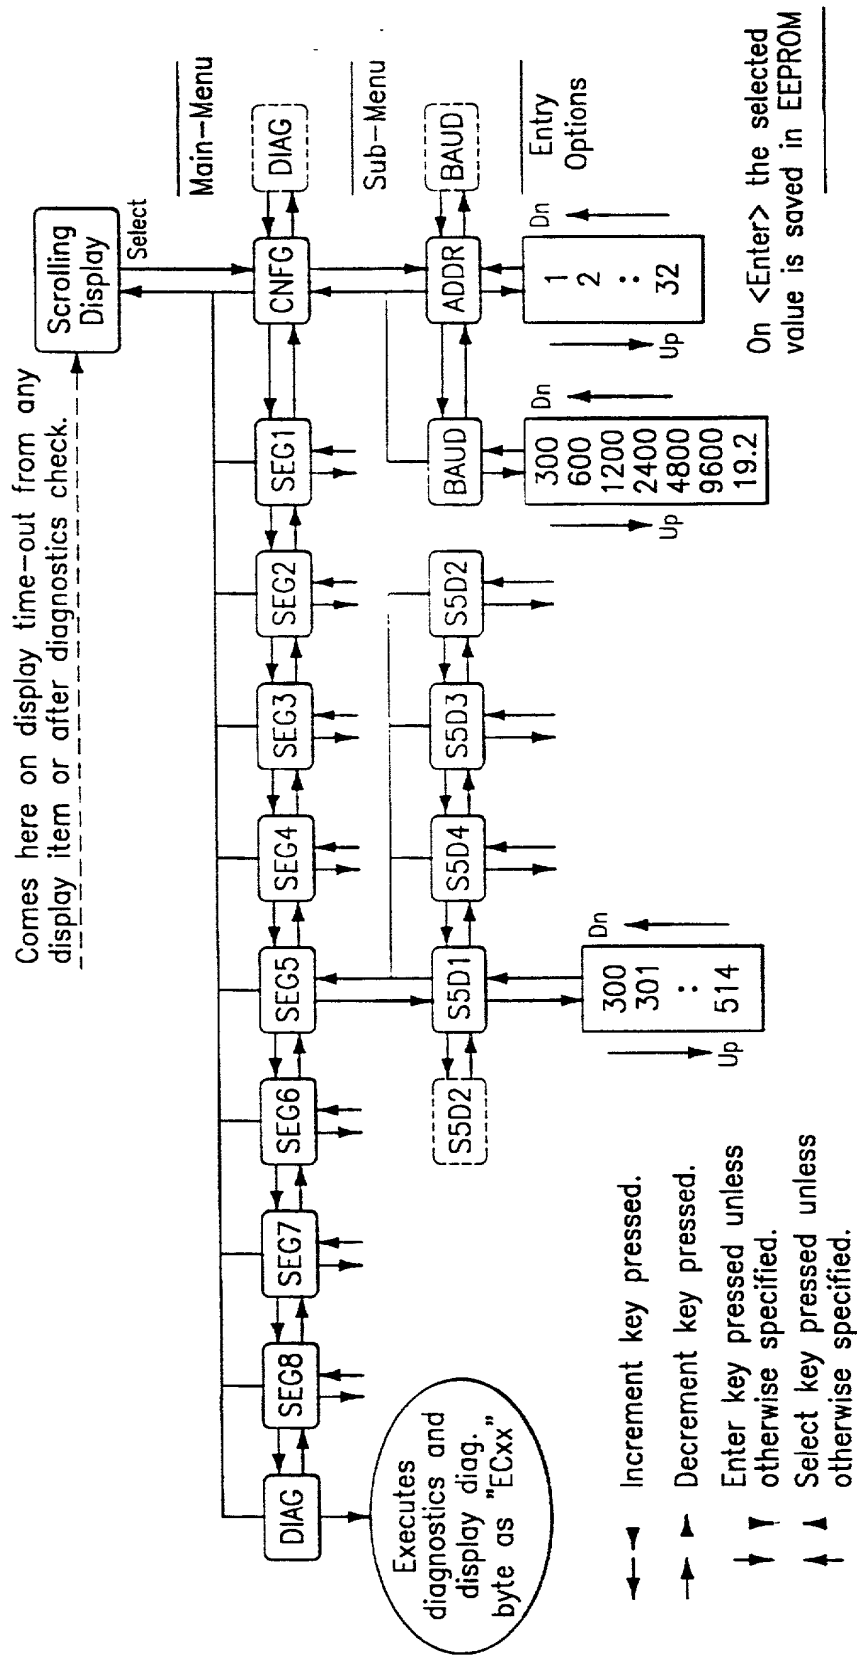 Comes here on display time-out from any
display item or after diagnostics check.
Scrolling
Display
Select
Main-Menu
DIAG
SEG8
SEG7
SEG6
SEG5
SEG4
SEG3
SEG2
SEG1
CNFG
DIAG
Sub-Menu
S5D2
S5D1
S5D4
S5D3
S5D2
BAUD
ADDR
BAUD
Entry
Options
Executes
diagnostics and
display diag.
byte as "ECxx"
Up
300
301
:
514
Dn
Up
300
600
1200
2400
4800
9600
19.2
Dn
Up
1
2
:
32
Dn
Increment key pressed.
Decrement key pressed.
Enter key pressed unless
otherwise specified.
Select key pressed unless
otherwise specified.
On <Enter> the selected
value is saved in EEPROM